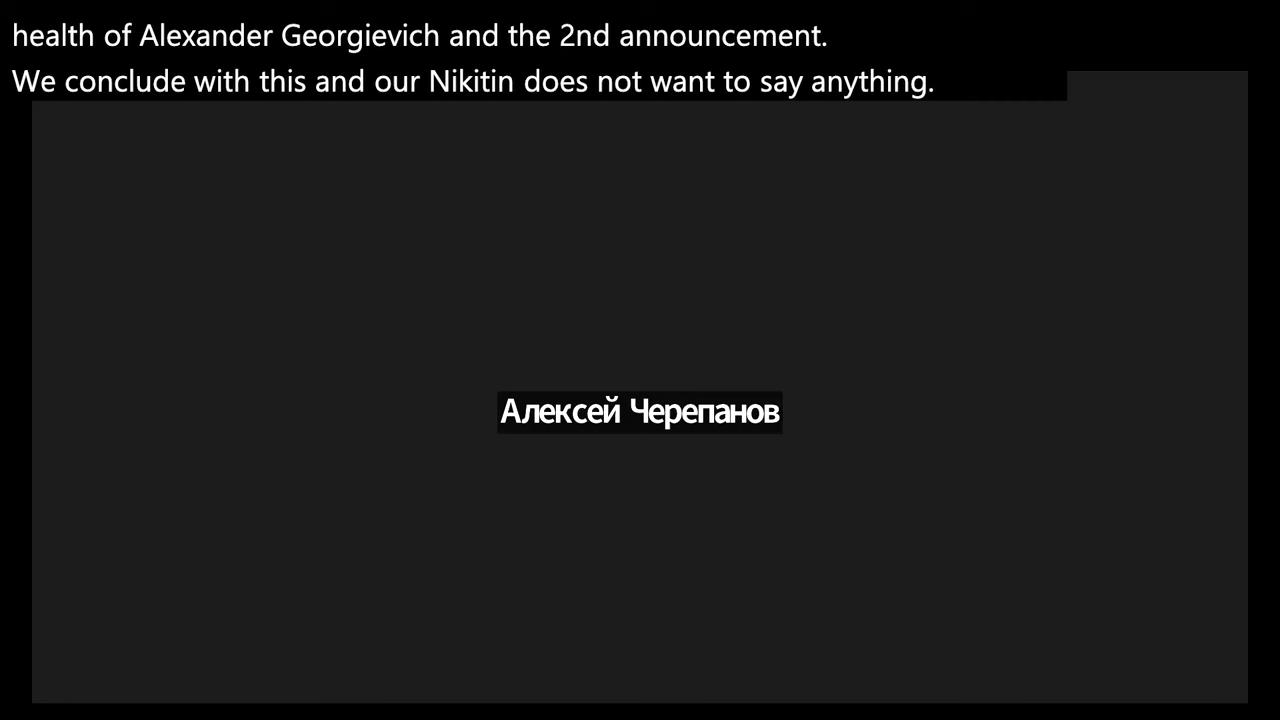 health of Alexander Georgievich and the 2nd announcement.
We conclude with this and our Nikitin does not want to say anything.
Алексей Черепанов